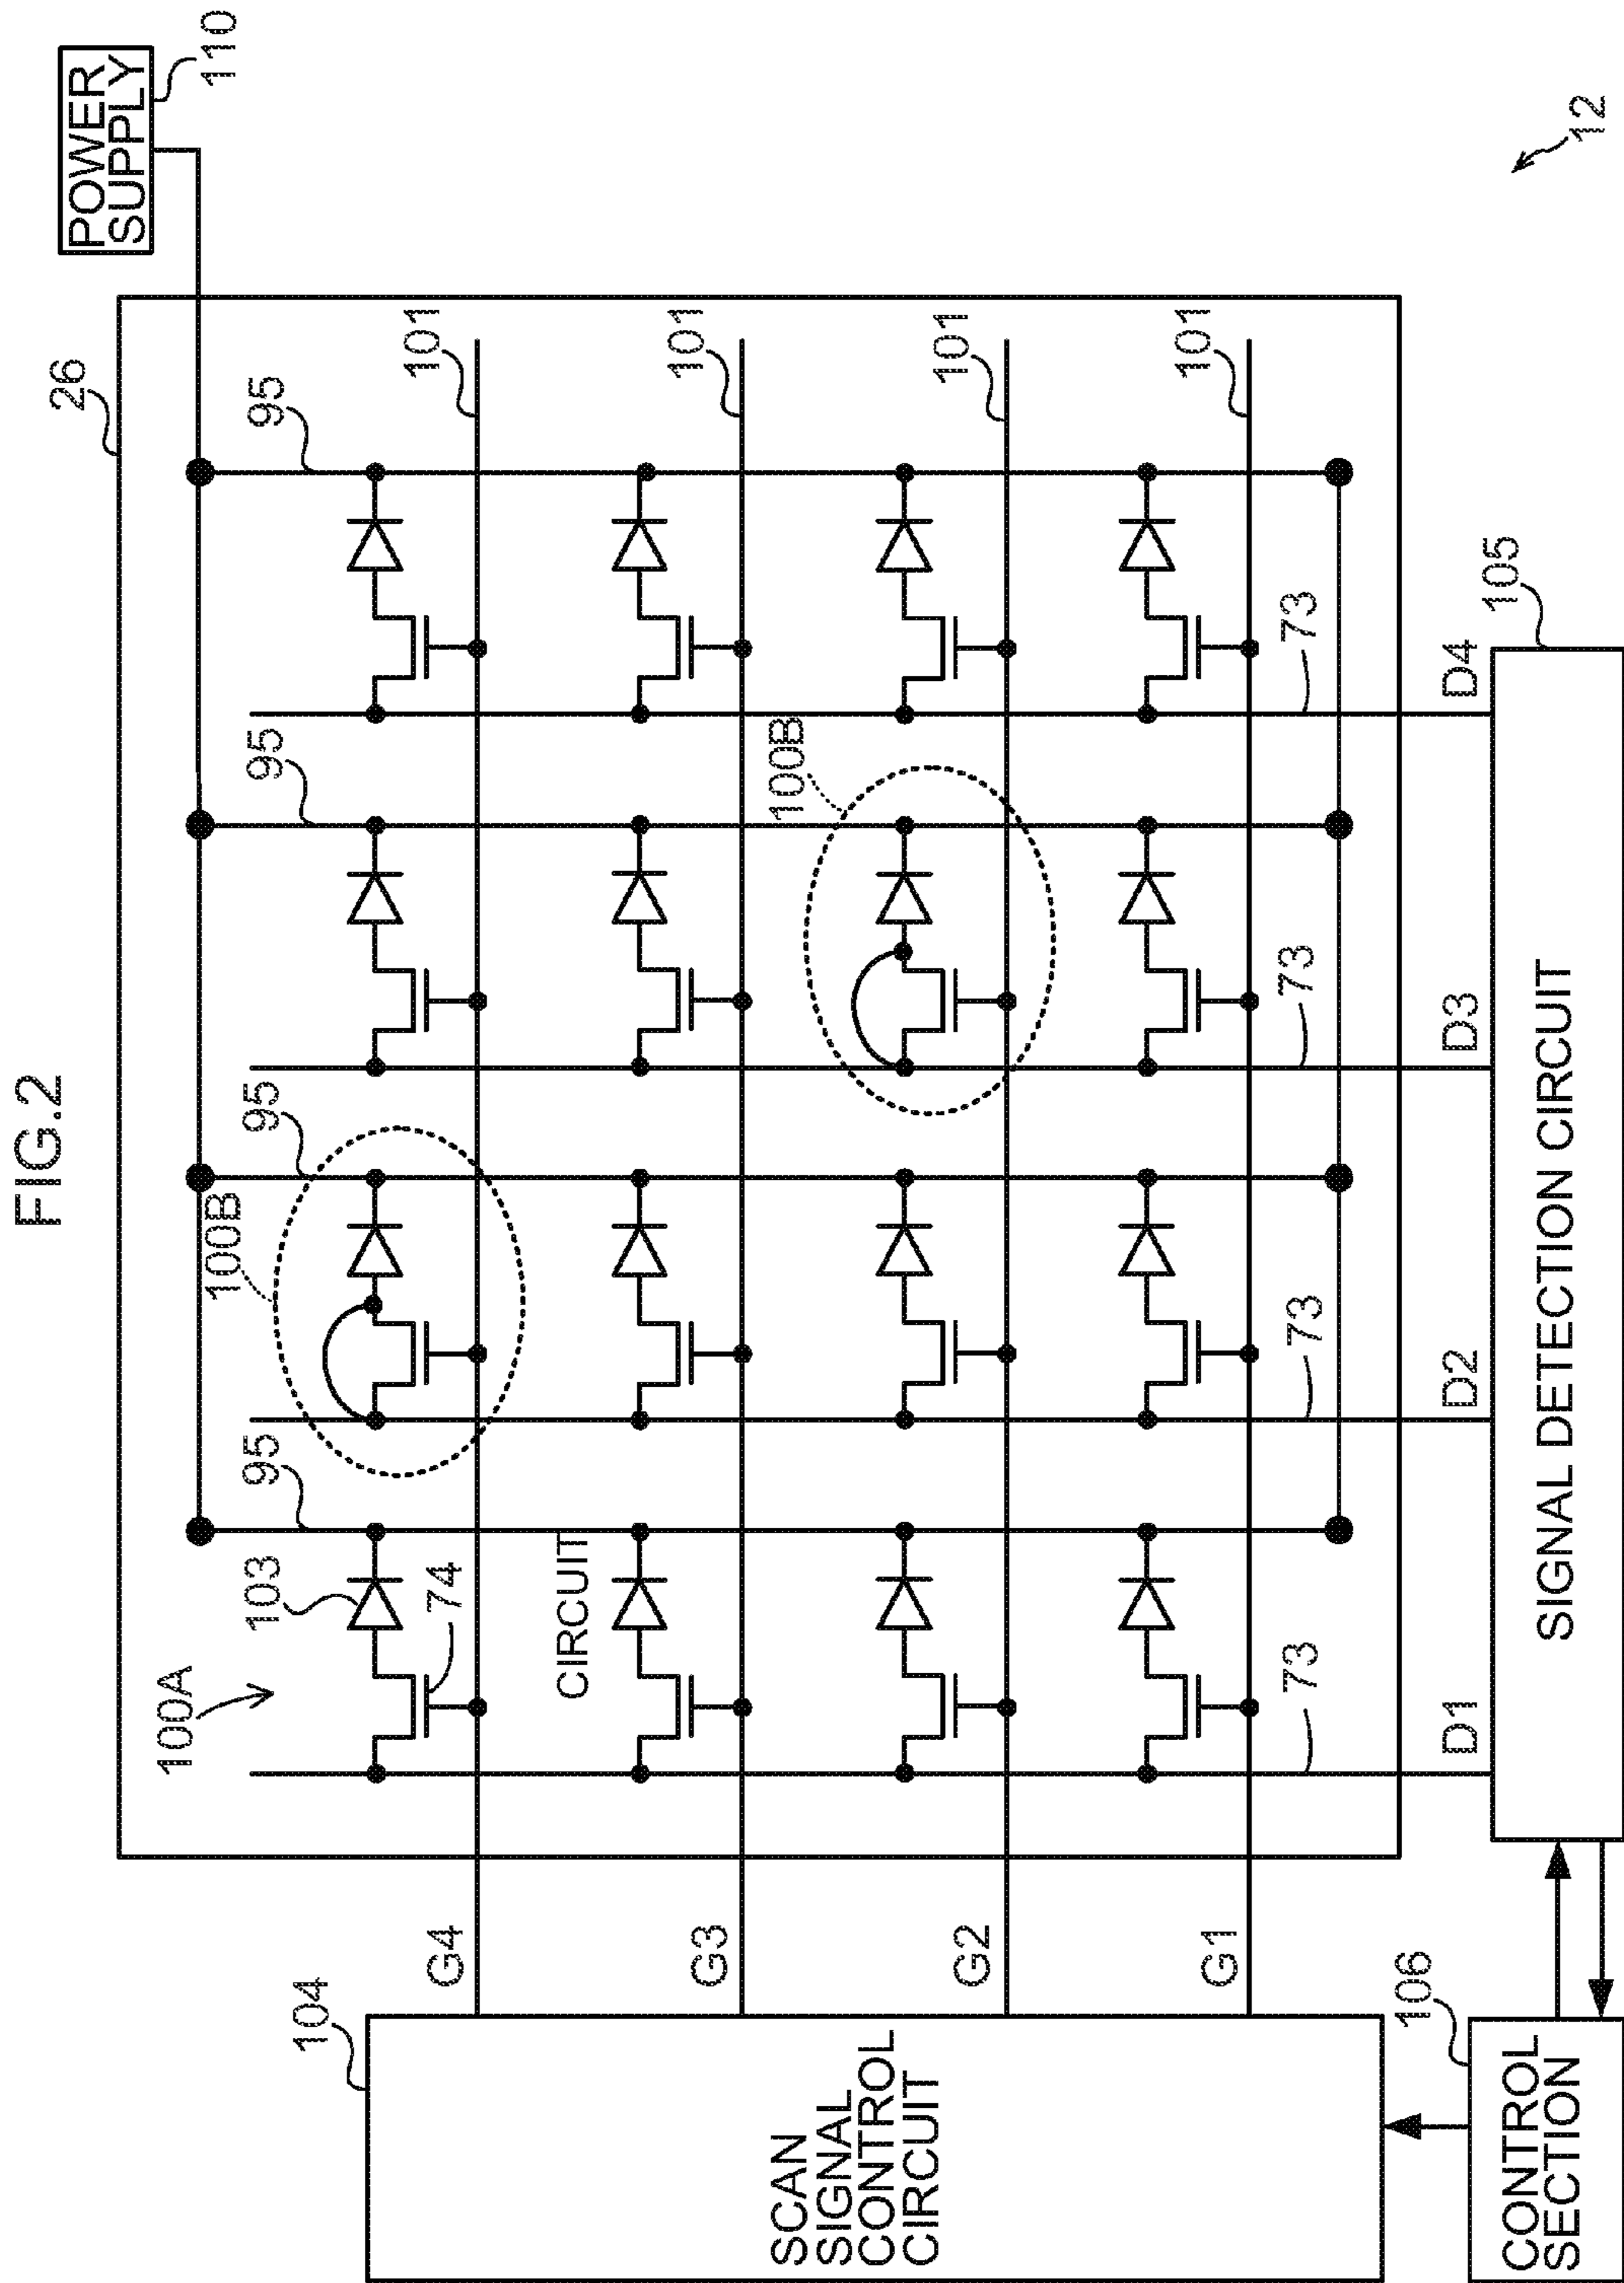 FIG.2
POWER
SUPPLY
110
12
26
95
95
95
95
101
101
101
101
100B
100B
100A
103
74
CIRCUIT
73
73
73
73
104
SCAN
SIGNAL
CONTROL
CIRCUIT
G4
G3
G2
G1
D1
D2
D3
D4
105
SIGNAL DETECTION CIRCUIT
106
CONTROL
SECTION